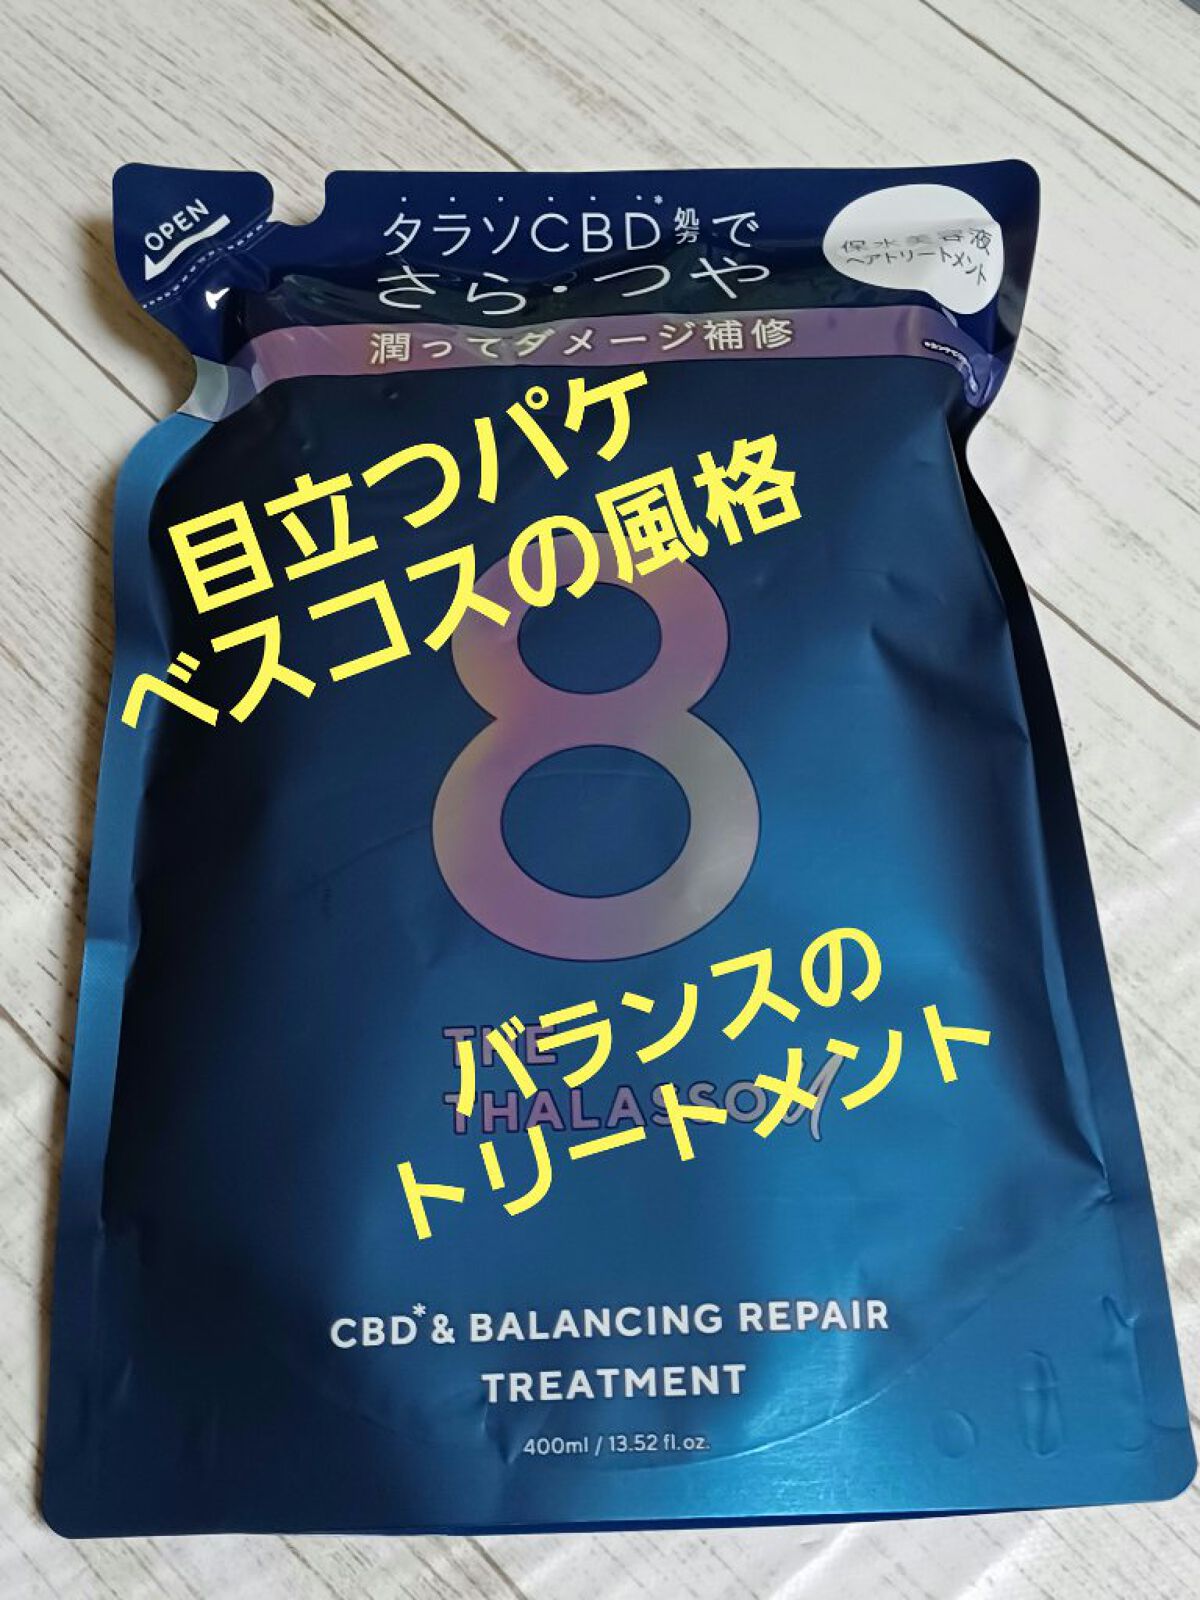 OPEN
タラソCBD*処方で
さら・つや
保水美容液
ヘアトリートメント
潤ってダメージ補修
目立つパケ
ベスコスの風格
8
バランスの
THE
THALASSO u
トリートメント
CBD*& BALANCING REPAIR
TREATMENT
400ml / 13.52 fl.oz.